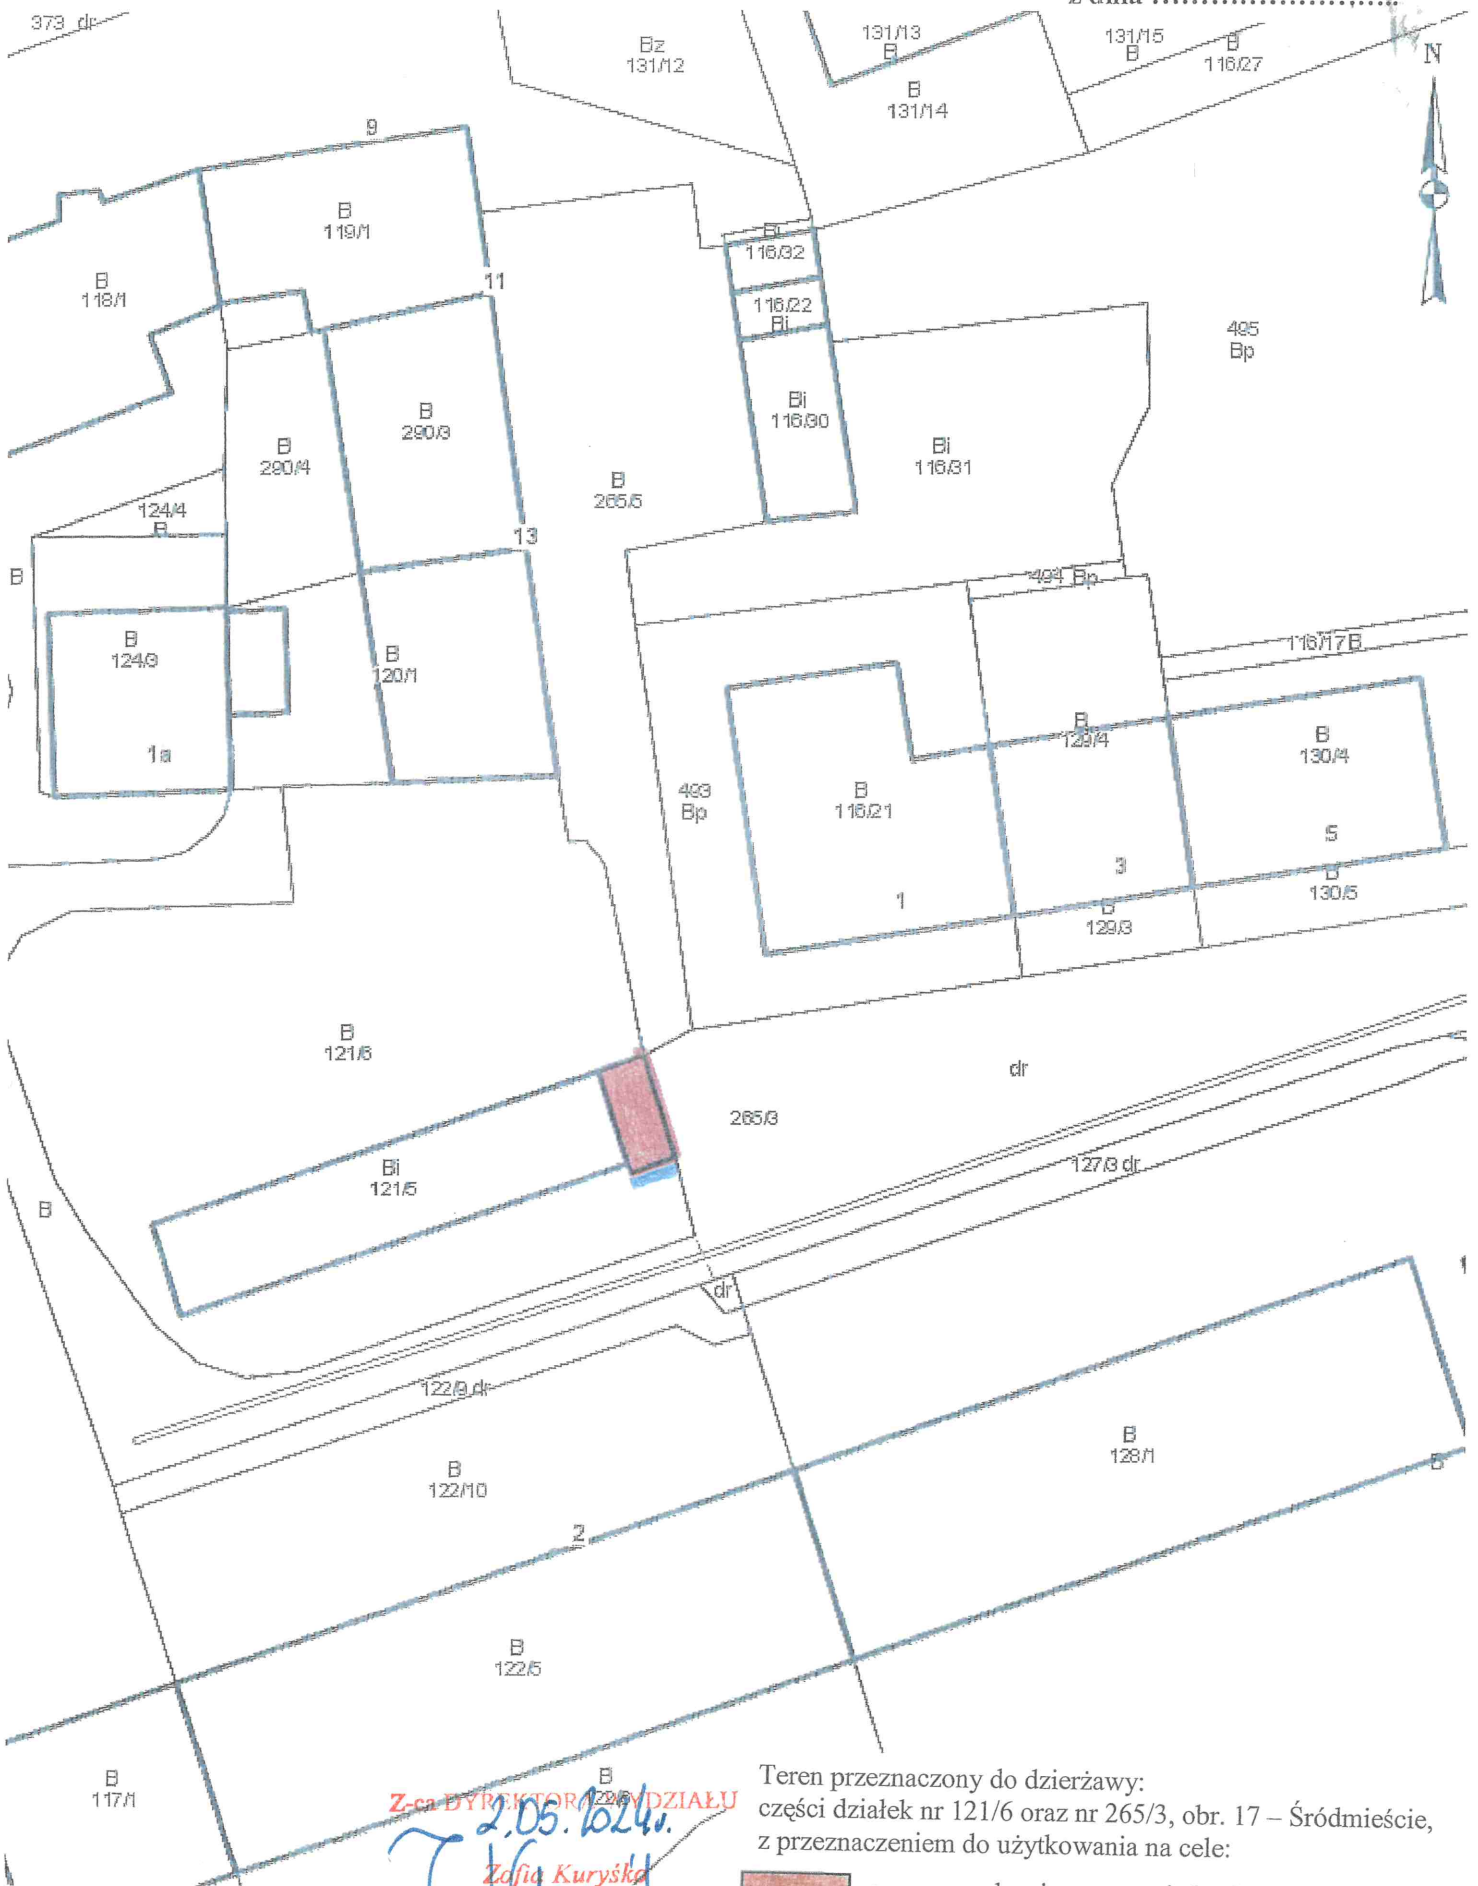 z dnia ..............................
373 dr
Bz
131/12
131/13
B
B
131/14
131/15
B
B
116/27
N
9
B
119/1
B
118/1
11
Bi
116/32
116/22
Bi
495
Bp
B
290/3
Bi
116/30
B
290/4
Bi
116/31
B
265/5
124/4
B
13
B
494 Bp
B
124/3
B
120/1
116/17 B
1a
B
129/4
B
130/4
493
Bp
B
116/21
5
3
1
B
130/5
B
129/3
B
121/6
dr
265/3
Bi
121/5
127/3 dr
B
dr
122/9 dr
B
128/1
B
122/10
2
B
122/5
B
117/1
B
Z-ca DYREKTORA WYDZIAŁU
2.05.2024r.
Zofia Kuryśko
Teren przeznaczony do dzierżawy:
części działek nr 121/6 oraz nr 265/3, obr. 17 – Śródmieście,
z przeznaczeniem do użytkowania na cele: